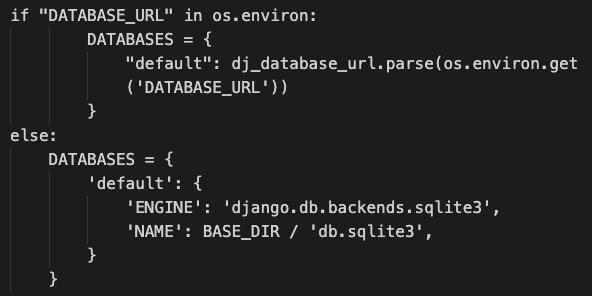 if "DATABASE_URL" in os.environ:
        DATABASES = {
            "default": dj_database_url.parse(os.environ.get
            ('DATABASE_URL'))
        }
else:
    DATABASES = {
        'default': {
            'ENGINE': 'django.db.backends.sqlite3',
            'NAME': BASE_DIR / 'db.sqlite3',
        }
    }